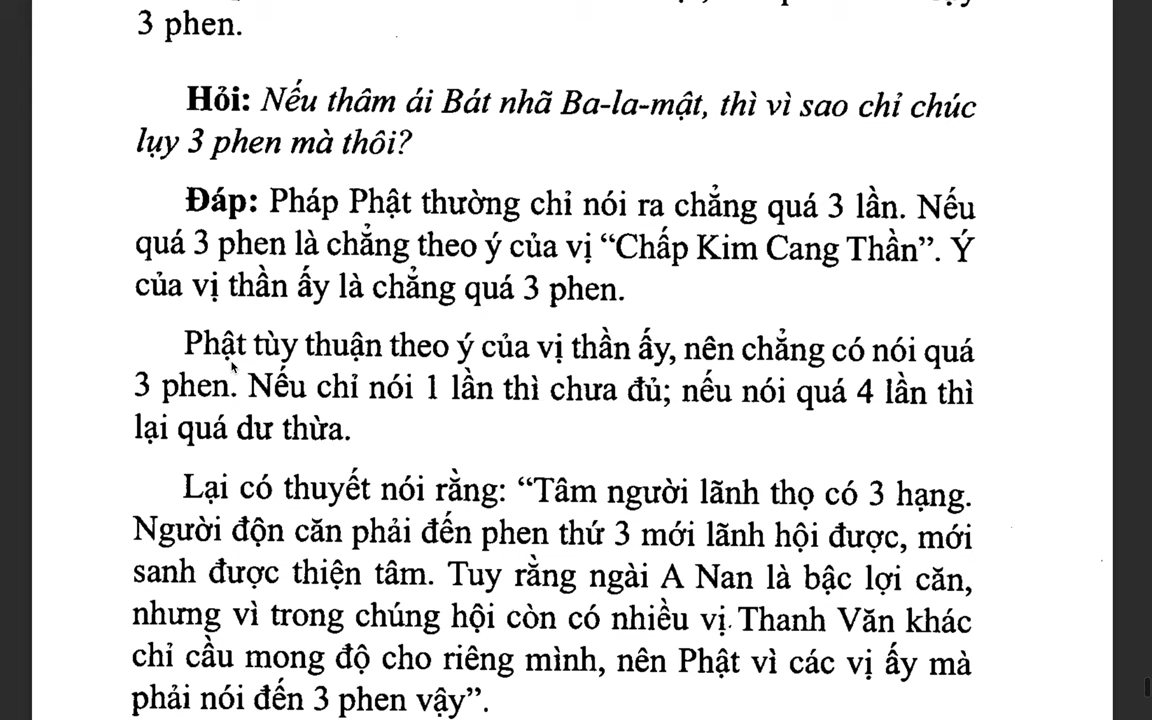 3 phen.
Hỏi: Nếu thâm ái Bát nhã Ba-la-mật, thì vì sao chỉ chúc
lụy 3 phen mà thôi?
Đáp: Pháp Phật thường chỉ nói ra chẳng quá 3 lần. Nếu
quá 3 phen là chẳng theo ý của vị “Chấp Kim Cang Thần”. Ý
của vị thần ấy là chẳng quá 3 phen.
Phật tùy thuận theo ý của vị thần ấy, nên chẳng có nói quá
3 phen. Nếu chỉ nói 1 lần thì chưa đủ; nếu nói quá 4 lần thì
lại quá dư thừa.
Lại có thuyết nói rằng: “Tâm người lãnh thọ có 3 hạng.
Người độn căn phải đến phen thứ 3 mới lãnh hội được, mới
sanh được thiện tâm. Tuy rằng ngài A Nan là bậc lợi căn,
nhưng vì trong chúng hội còn có nhiều vị Thanh Văn khác
chỉ cầu mong độ cho riêng mình, nên Phật vì các vị ấy mà
phải nói đến 3 phen vậy”.